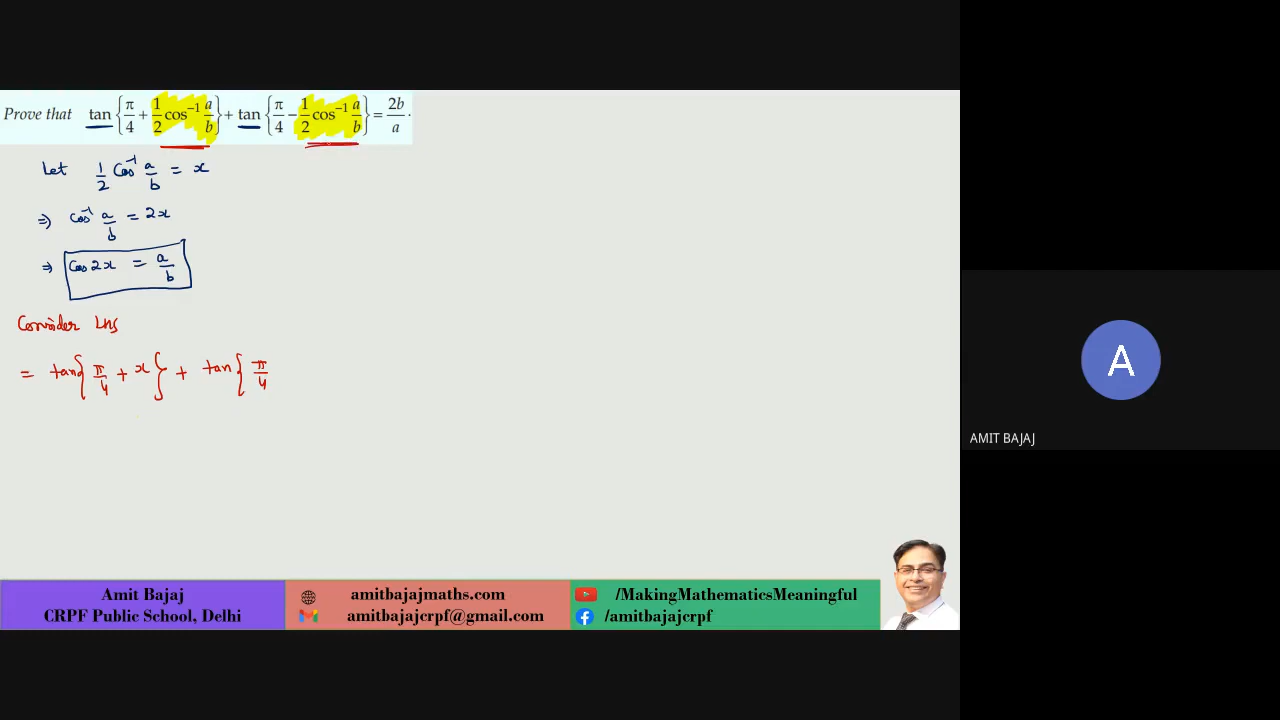 Prove that tan{π/4 + 1/2 cos⁻¹ a/b} + tan{π/4 − 1/2 cos⁻¹ a/b} = 2b/a.
Let 1/2 Cos⁻¹ a/b = x
⇒ Cos⁻¹ a/b = 2x
⇒ Cos 2x = a/b
Consider LHS
= tan{π/4 + x} + tan{π/4
A
AMIT BAJAJ
Amit Bajaj
CRPF Public School, Delhi
amitbajajmaths.com
amitbajajcrpf@gmail.com
/MakingMathematicsMeaningful
/amitbajajcrpf